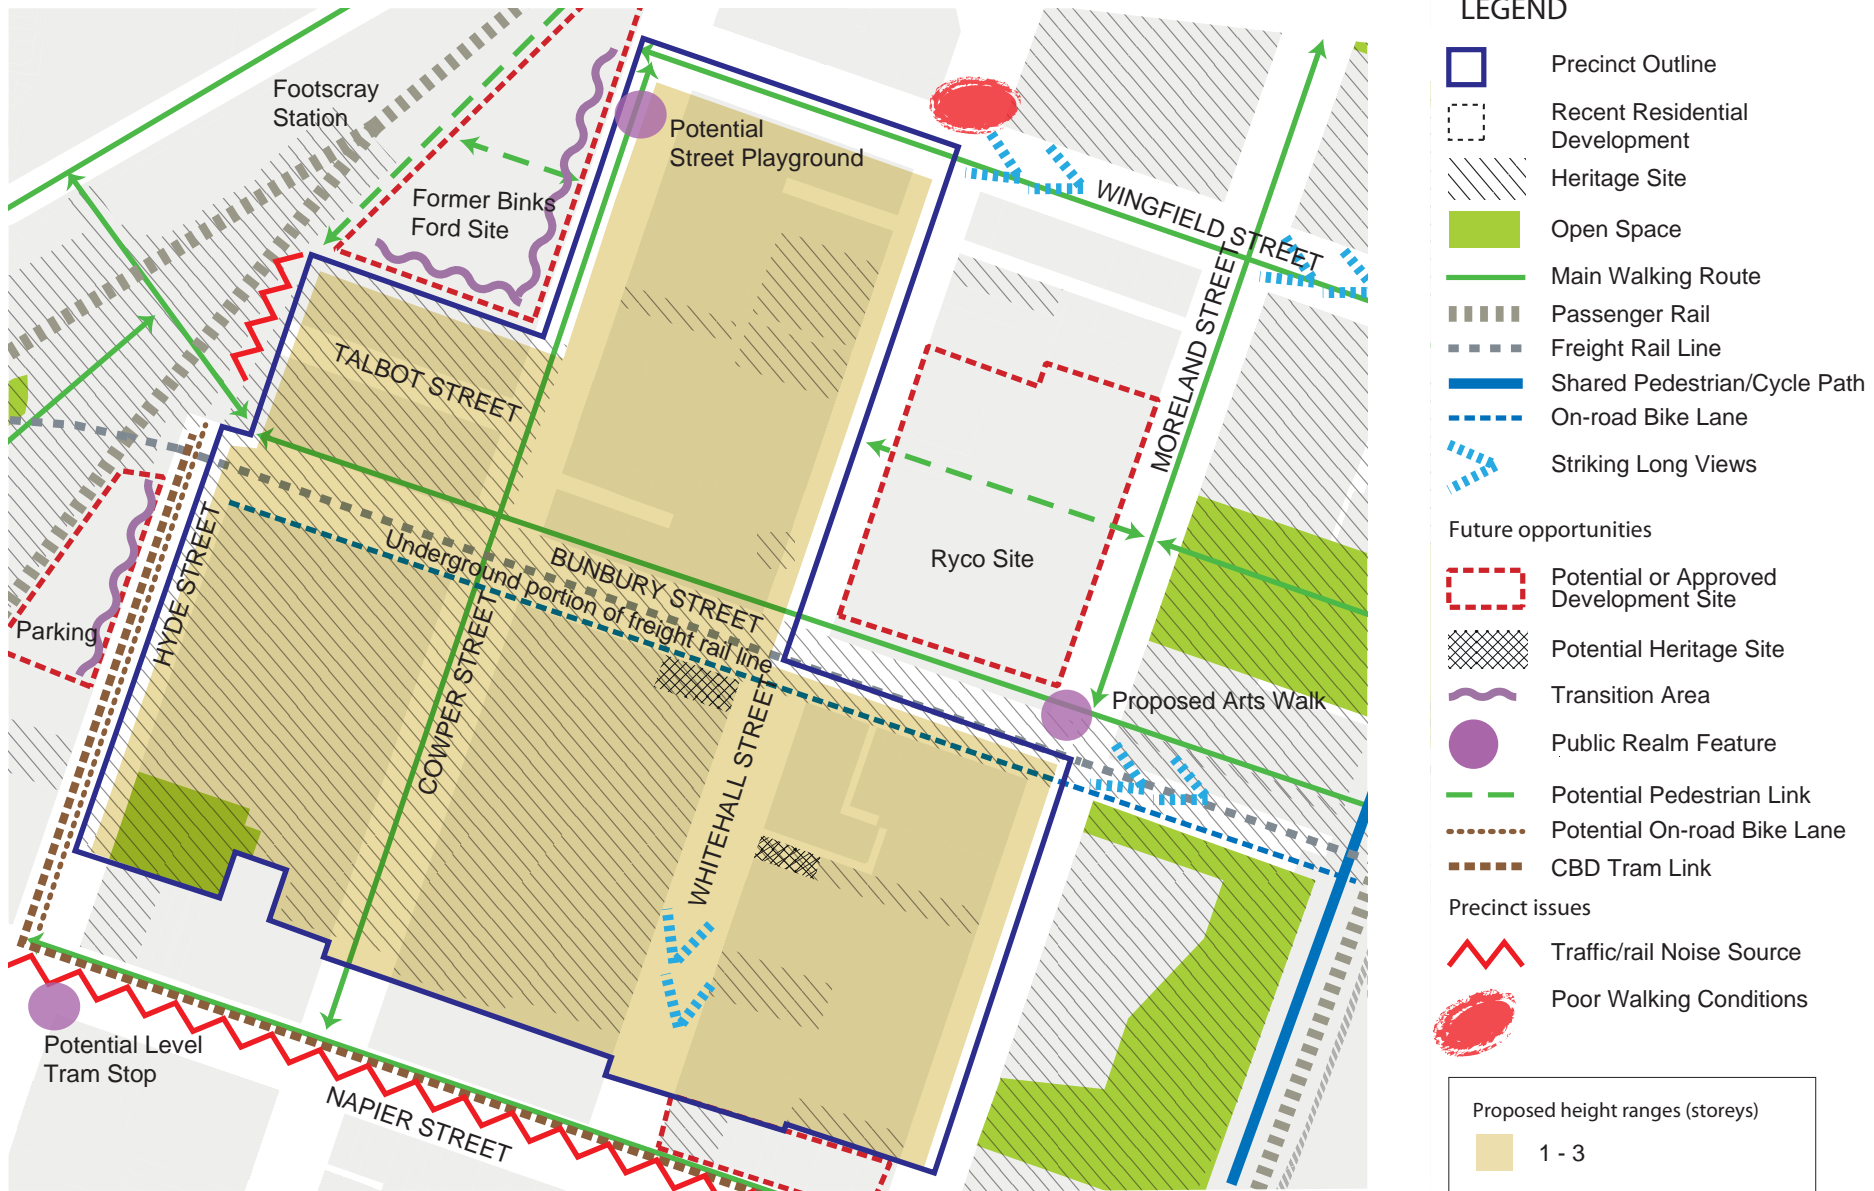 Footscray
Station
Potential
Street Playground
Former Binks
Ford Site
WINGFIELD STREET
TALBOT STREET
MORELAND STREET
Ryco Site
BUNBURY STREET
Underground portion of freight rail line
HYDE STREET
Parking
COWPER STREET
WHITEHALL STREET
Proposed Arts Walk
Potential Level
Tram Stop
NAPIER STREET
LEGEND
Precinct Outline
Recent Residential
Development
Heritage Site
Open Space
Main Walking Route
Passenger Rail
Freight Rail Line
Shared Pedestrian/Cycle Path
On-road Bike Lane
Striking Long Views
Future opportunities
Potential or Approved
Development Site
Potential Heritage Site
Transition Area
Public Realm Feature
Potential Pedestrian Link
Potential On-road Bike Lane
CBD Tram Link
Precinct issues
Traffic/rail Noise Source
Poor Walking Conditions
Proposed height ranges (storeys)
1 - 3